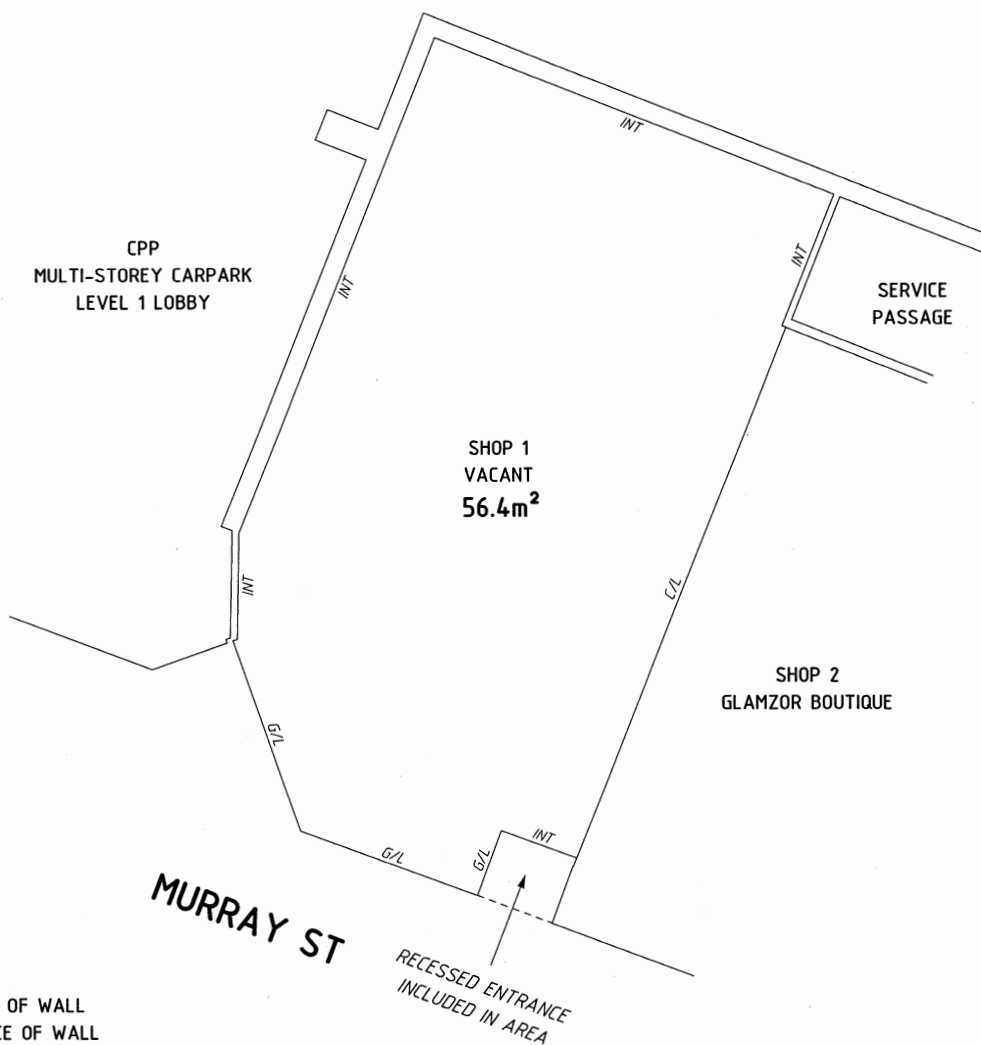 INT
CPP
MULTI-STOREY CARPARK
LEVEL 1 LOBBY
INT
INT
SERVICE
PASSAGE
SHOP 1
VACANT
56.4m²
INT
C/L
SHOP 2
GLAMZOR BOUTIQUE
G/L
G/L
G/L
INT
MURRAY ST
RECESSED ENTRANCE
INCLUDED IN AREA
OF WALL
OF WALL